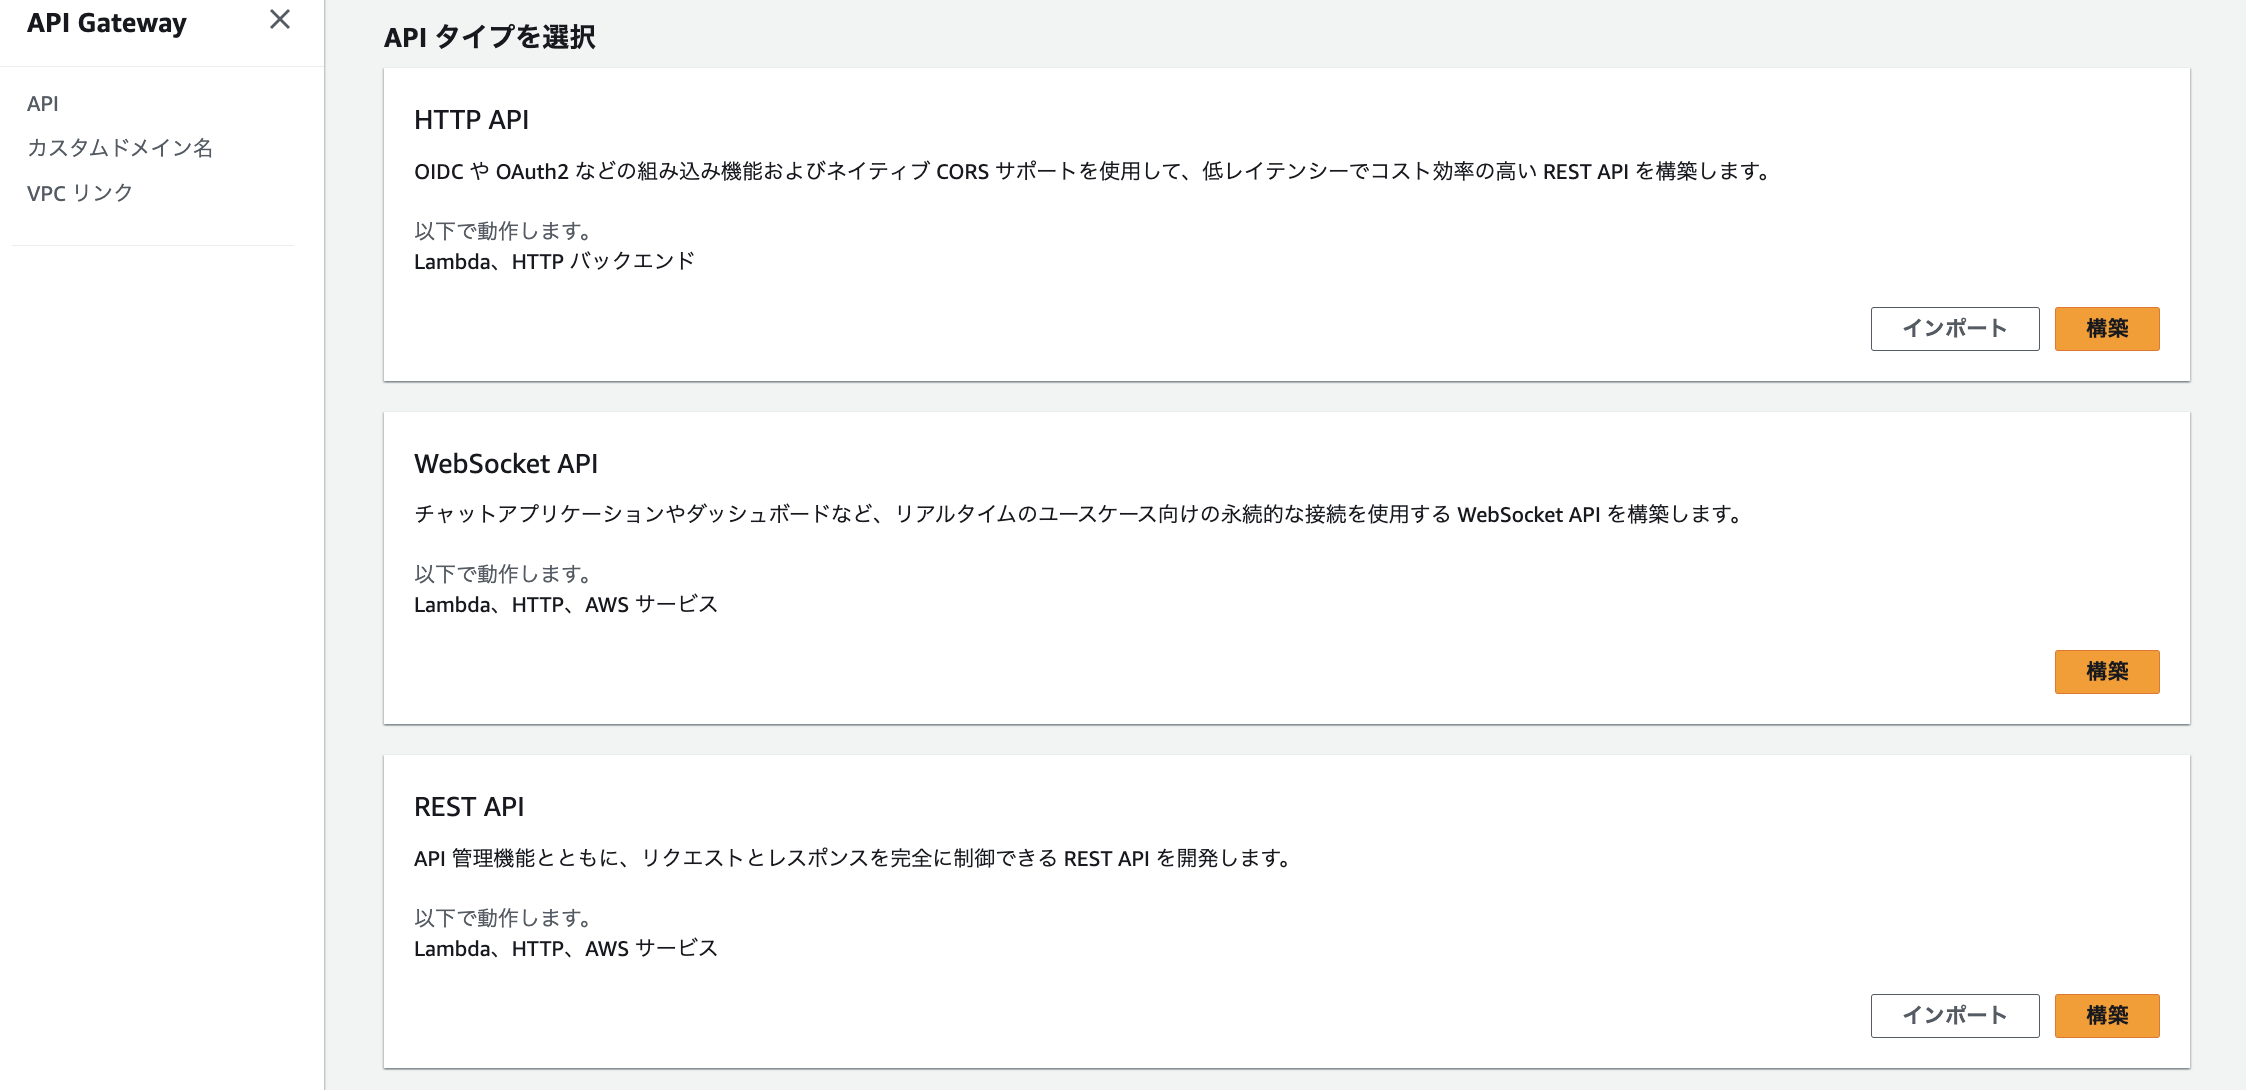 API Gateway
API
カスタムドメイン名
VPC リンク
API タイプを選択
HTTP API
OIDC や OAuth2 などの組み込み機能およびネイティブ CORS サポートを使用して、低レイテンシーでコスト効率の高い REST API を構築します。
以下で動作します。
Lambda、HTTP バックエンド
インポート
構築
WebSocket API
チャットアプリケーションやダッシュボードなど、リアルタイムのユースケース向けの永続的な接続を使用する WebSocket API を構築します。
以下で動作します。
Lambda、HTTP、AWS サービス
構築
REST API
API 管理機能とともに、リクエストとレスポンスを完全に制御できる REST API を開発します。
以下で動作します。
Lambda、HTTP、AWS サービス
インポート
構築